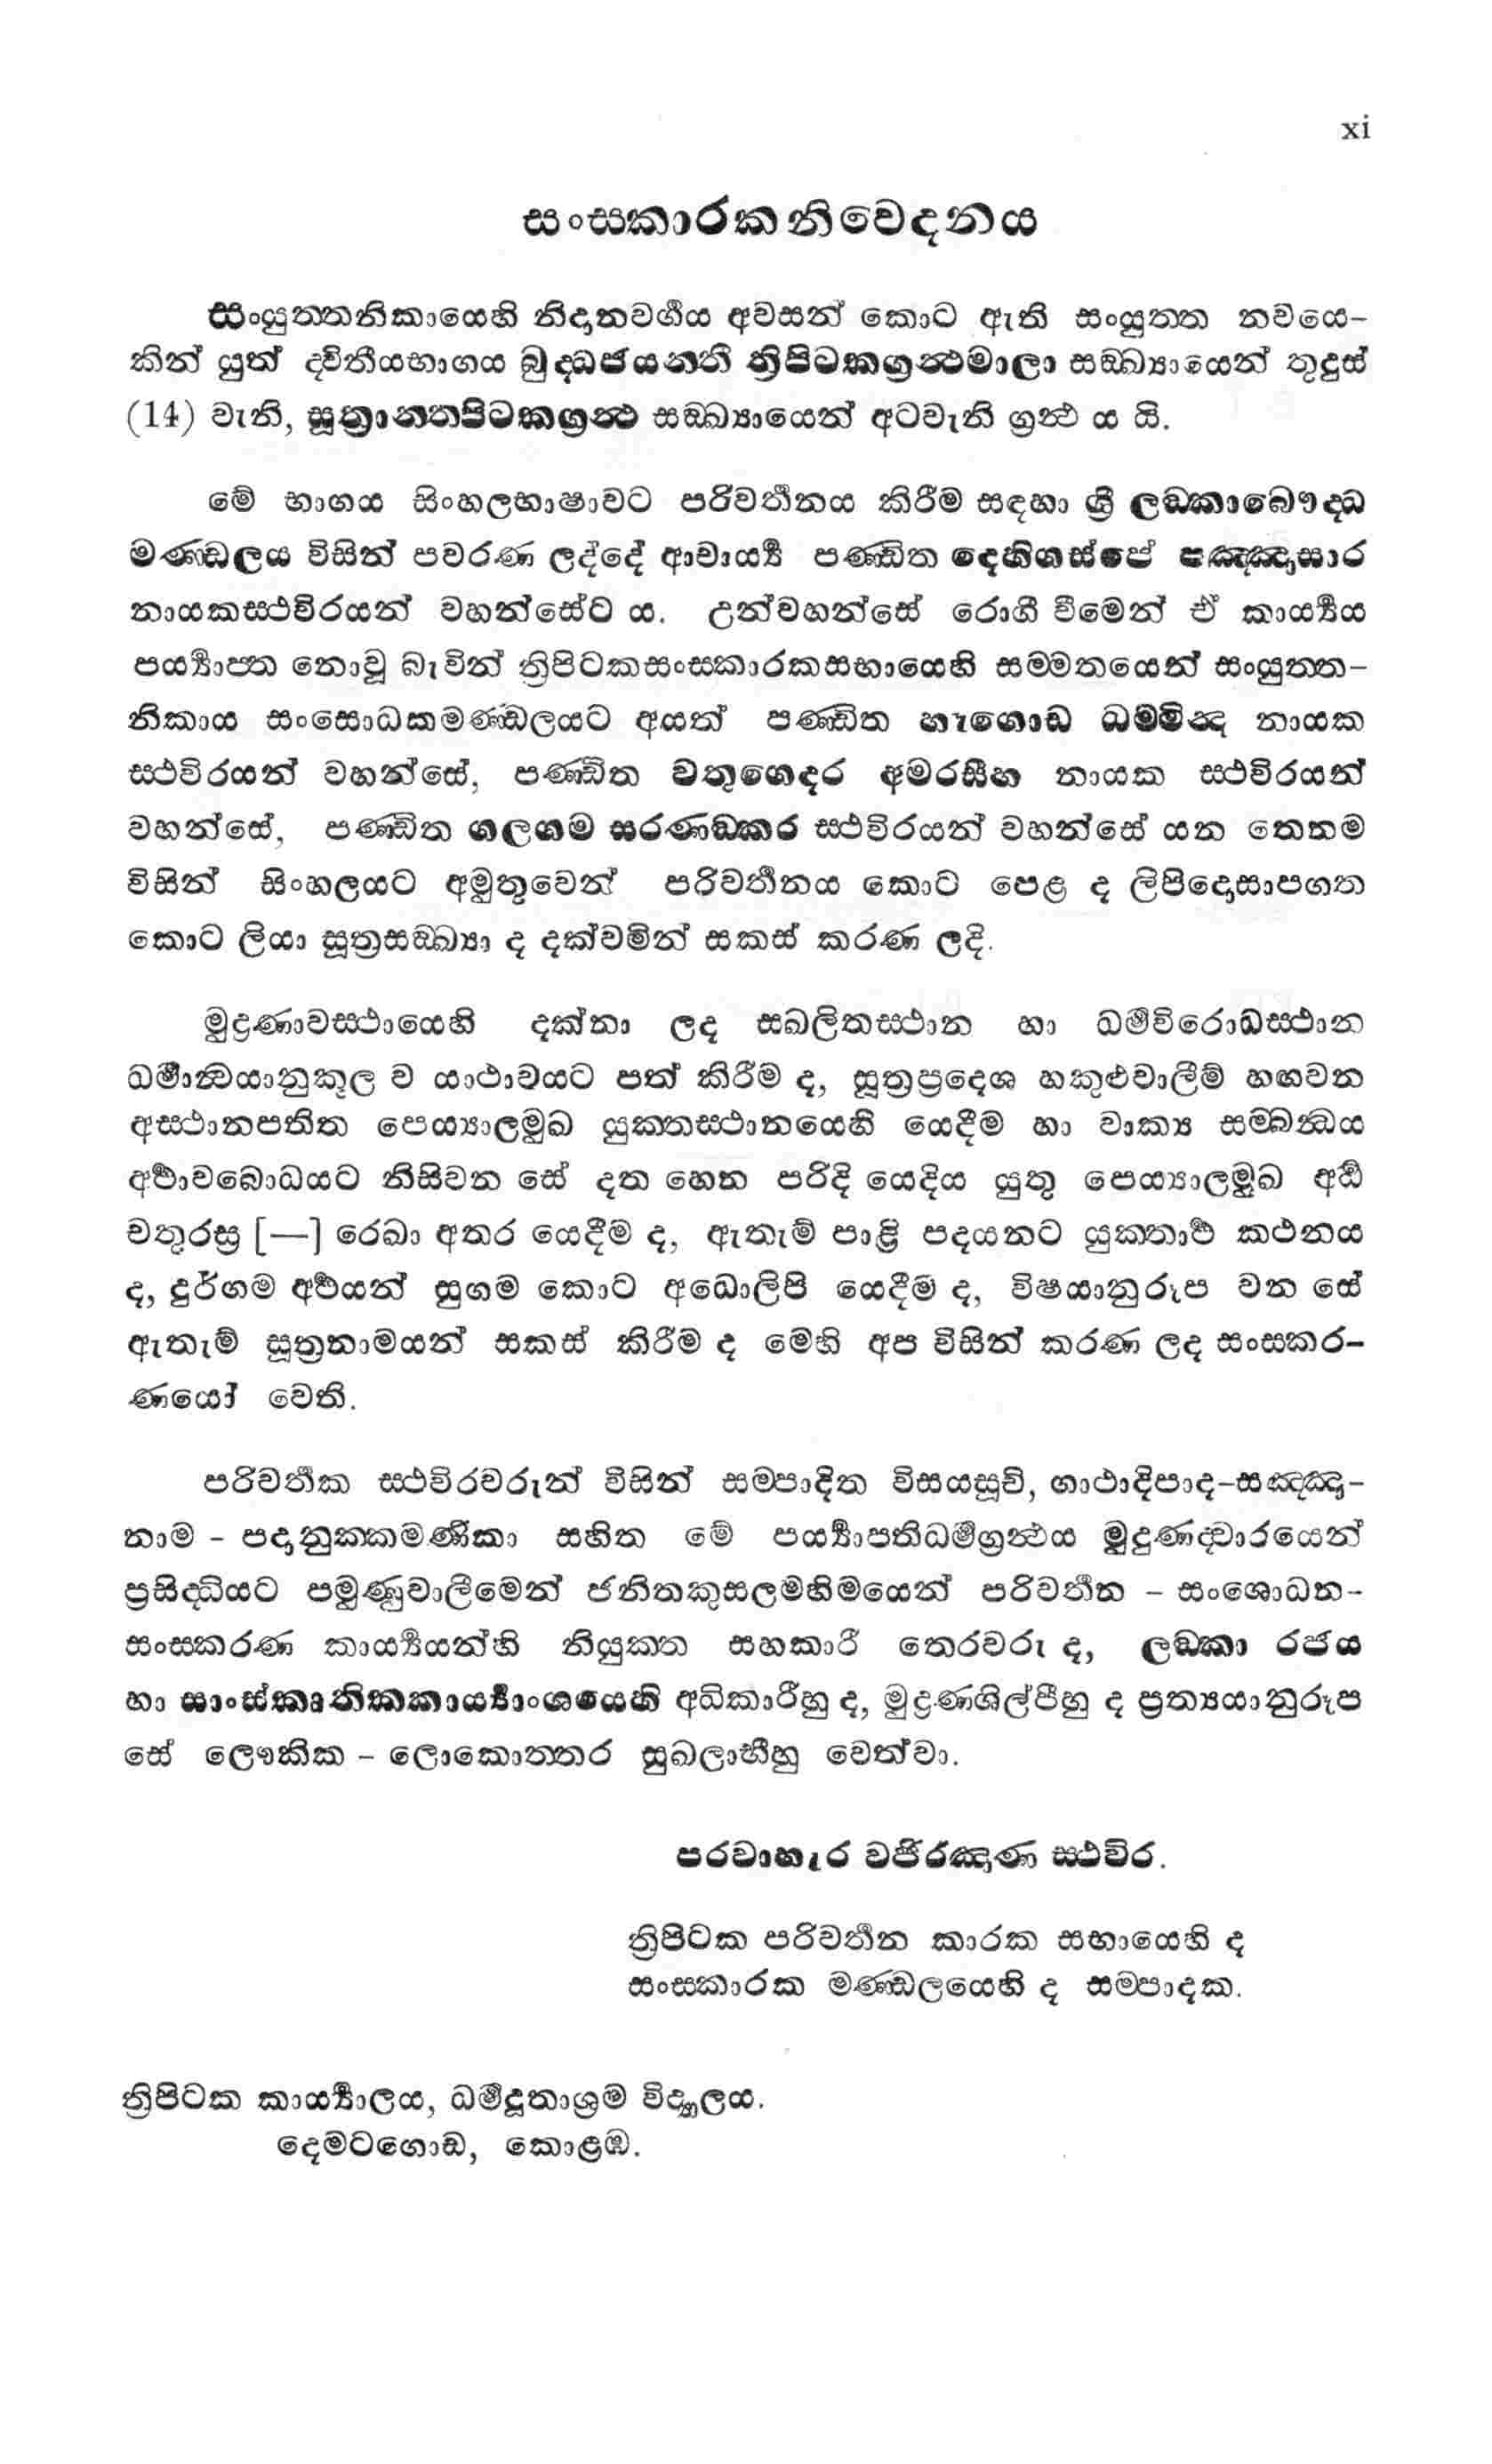 xi
සංස‍්කාරකනිවෙදනය
සංයුත‍්තනිකායෙහි නිදානවර්‍ගය අවසන් කොට ඇති සංයුත‍්ත නවයෙ-
කින් යුත් ද‍්විතීයභාගය බුද‍්ධජයන‍්ති ත්‍රිපිටකග්‍රන්‍ථමාලා සඞ‍්ඛ්‍යායෙන් තුදුස්
(14) වැනි, සූත්‍රාන‍්තපිටකග්‍රන්‍ථ සඞ‍්ඛ්‍යායෙන් අටවැනි ග්‍රන්‍ථ ය යි.
මේ භාගය සිංහලභාෂාවට පරිවර්‍තනය කිරීම සඳහා ශ්‍රී ලඞ‍්කාබෞද‍්ධ
මණ‍්ඩලය විසින් පවරණ ලද්දේ ආචාර්‍ය්‍ය පණ‍්ඩිත දෙහිගස්පේ පඤ‍්ඤාසාර
නායකස්‍ථවිරයන් වහන්සේට ය. උන්වහන්සේ රොගී වීමෙන් ඒ කාර්‍ය්‍යය
පර්‍ය්‍යාප‍්ත නොවූ බැවින් ත්‍රිපිටකසංස‍්කාරකසභායෙහි සම‍්මතයෙන් සංයුත‍්ත-
නිකාය සංසොධකමණ‍්ඩලයට අයත් පණ‍්ඩිත හැගොඩ ධම‍්මින්‍ද නායක
ස්‍ථවිරයන් වහන්සේ, පණ‍්ඩිත වතුගෙදර අමරසීහ නායක ස්‍ථවිරයන්
වහන්සේ, පණ‍්ඩිත ගලගම සරණඞ‍්කර ස්‍ථවිරයන් වහන්සේ යන තෙනම
විසින් සිංහලයට අමුතුවෙන් පරිවර්‍තනය කොට පෙළ ද ලිපිදොසාපගත
කොට ලියා සූත්‍රසඞ‍්ඛ්‍යා ද දක්වමින් සකස් කරණ ලදි.
මුද්‍රණාවස්‍ථායෙහි දක්නා ලද ස‍්ඛලිතස්‍ථාන හා ධර්‍මවිරොධස්‍ථාන
ධර්‍මාන්‍වයානුකූල ව යාථාවයට පත් කිරීම ද, සූත්‍රප්‍රදෙශ හකුළුවාලීම් හඟවන
අස්‍ථානපතිත පෙය්‍යාලමුඛ යුක‍්තස්‍ථානයෙහි යෙදීම හා වාක්‍ය සම‍්බන්‍ධය
අර්‍ථාවබොධයට නිසිවන සේ දත හෙන පරිදි යෙදිය යුතු පෙය්‍යාලමුඛ අර්‍ධ
චතුරස්‍ර [—] රෙඛා අතර යෙදීම ද, ඇතැම් පාළි පදයනට යුක‍්තාර්‍ථ කථනය
ද, දුර්ගම අර්‍ථයන් සුගම කොට අධොලිපි යෙදීම ද, විෂයානුරූප වන සේ
ඇතැම් සූත්‍රනාමයන් සකස් කිරීම ද මෙහි අප විසින් කරණ ලද සංස‍්කර-
ණයෝ වෙති.
පරිවර්‍තක ස්‍ථවිරවරුන් විසින් සම‍්පාදිත විසයසූචි, ගාථාදිපාද-සඤ‍්ඤා-
නාම - පදානුක‍්කමණිකා සහිත මේ පර්‍ය්‍යාප‍්තිධර්‍මග්‍රන්‍ථය මුද්‍රණද්‍වාරයෙන්
ප්‍රසිද‍්ධියට පමුණුවාලීමෙන් ජනිතකුසලමහිමයෙන් පරිවර්‍තන - සංශොධන-
සංස‍්කරණ කාර්‍ය්‍යයන්හි නියුක‍්ත සහකාරී තෙරවරු ද, ලඞ‍්කා රජය
හා සාංස්කෘතිකකාර්‍ය්‍යාංශයෙහි අධිකාරීහු ද, මුද්‍රණශිල්පීහු ද ප්‍රත්‍යයානුරූප
සේ ලෞකික - ලොකොත‍්තර සුඛලාභීහු වෙත්වා.
පරවාහැර වජිරඤාණ ස්‍ථවිර.
ත්‍රිපිටක පරිවර්‍තන කාරක සභායෙහි ද
සංස‍්කාරක මණ‍්ඩලයෙහි ද සම‍්පාදක.
ත්‍රිපිටක කාර්‍ය්‍යාලය, ධර්‍මදූතාශ්‍රම විද්‍යාලය.
දෙමටගොඩ, කොළඹ.